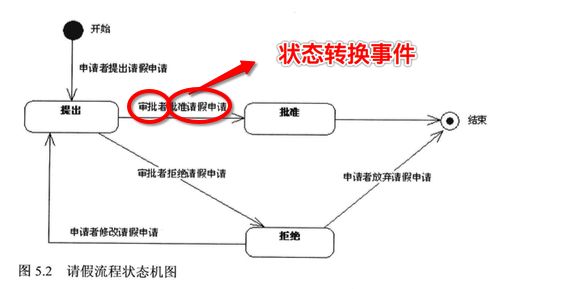 开始
状态转换事件
申请者提出请假申请
提出
审批者批准请假申请
批准
结束
审批者拒绝请假申请
申请者放弃请假申请
申请者修改请假申请
拒绝
图 5.2 请假流程状态机图